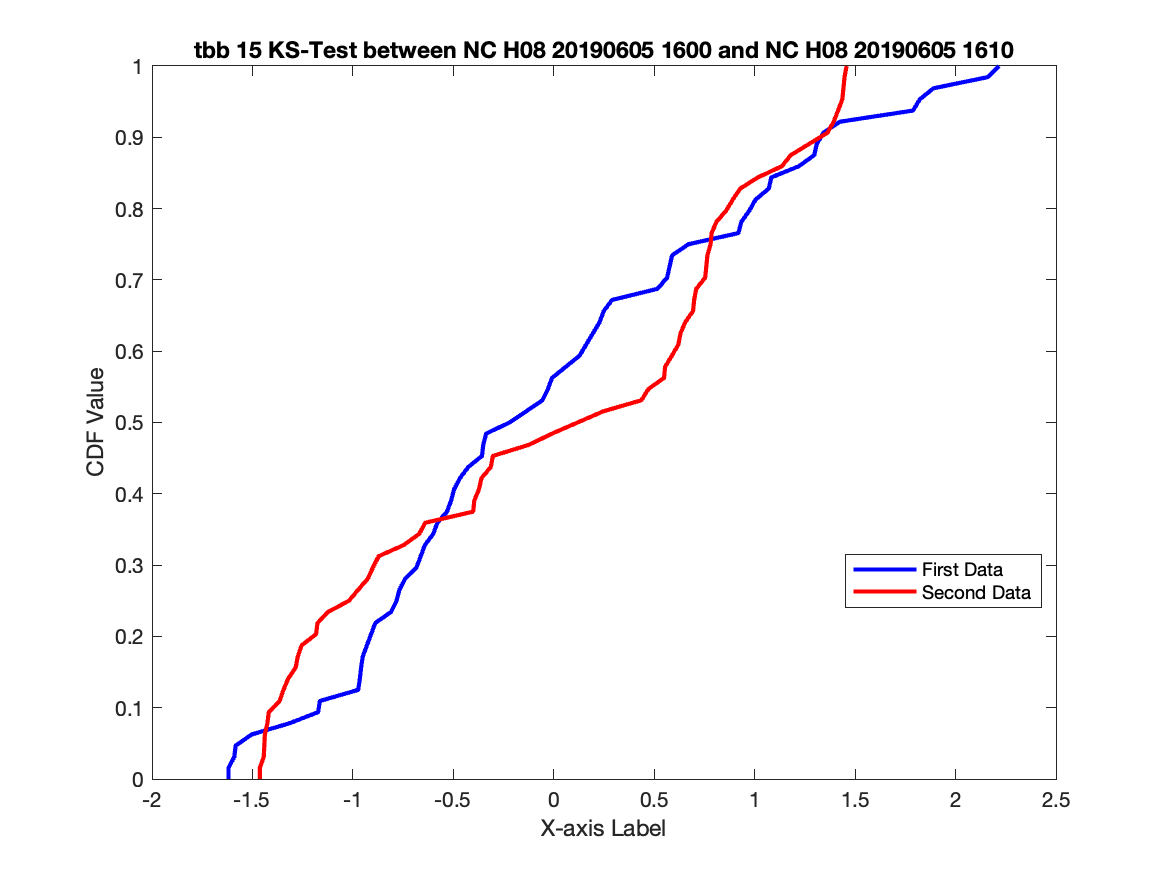 tbb 15 KS-Test between NC H08 20190605 1600 and NC H08 20190605 1610
1
0.9
0.8
0.7
0.6
0.5
0.4
0.3
0.2
0.1
0
CDF Value
First Data
Second Data
-2 -1.5 -1 -0.5 0 0.5 1 1.5 2 2.5
X-axis Label